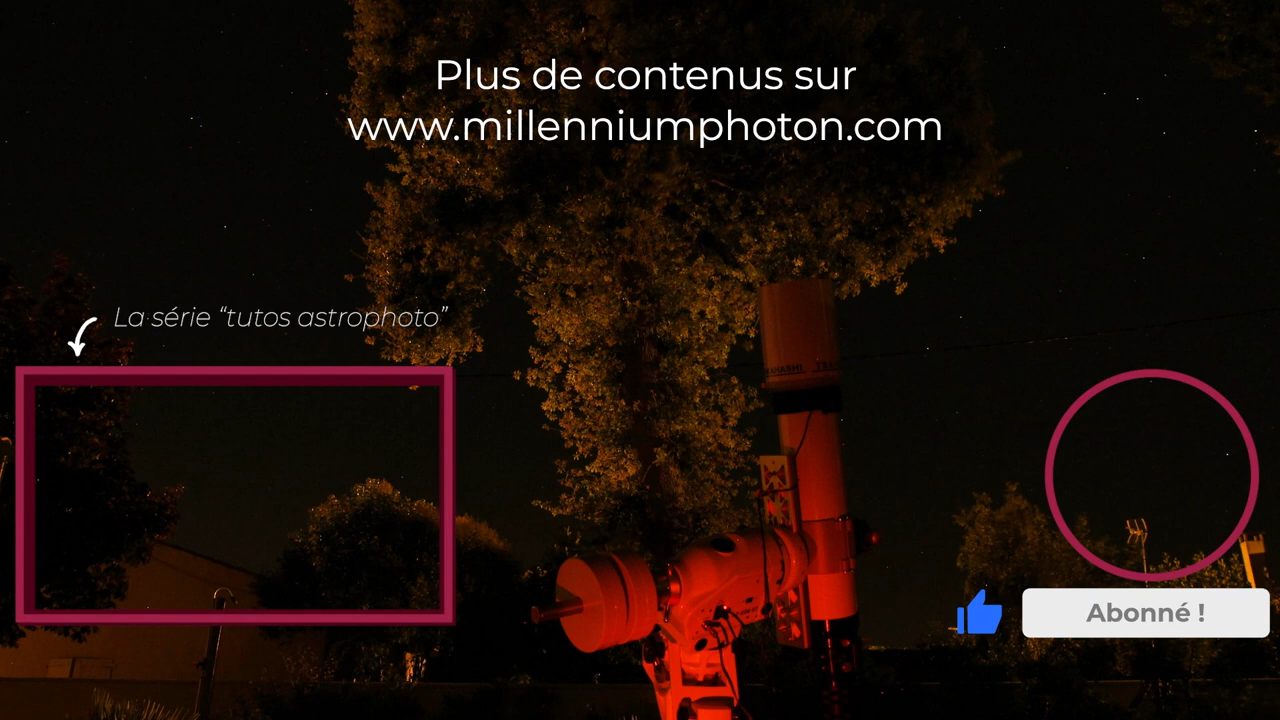 Plus de contenus sur
www.millenniumphoton.com
La série “tutos astrophoto”
Abonné !